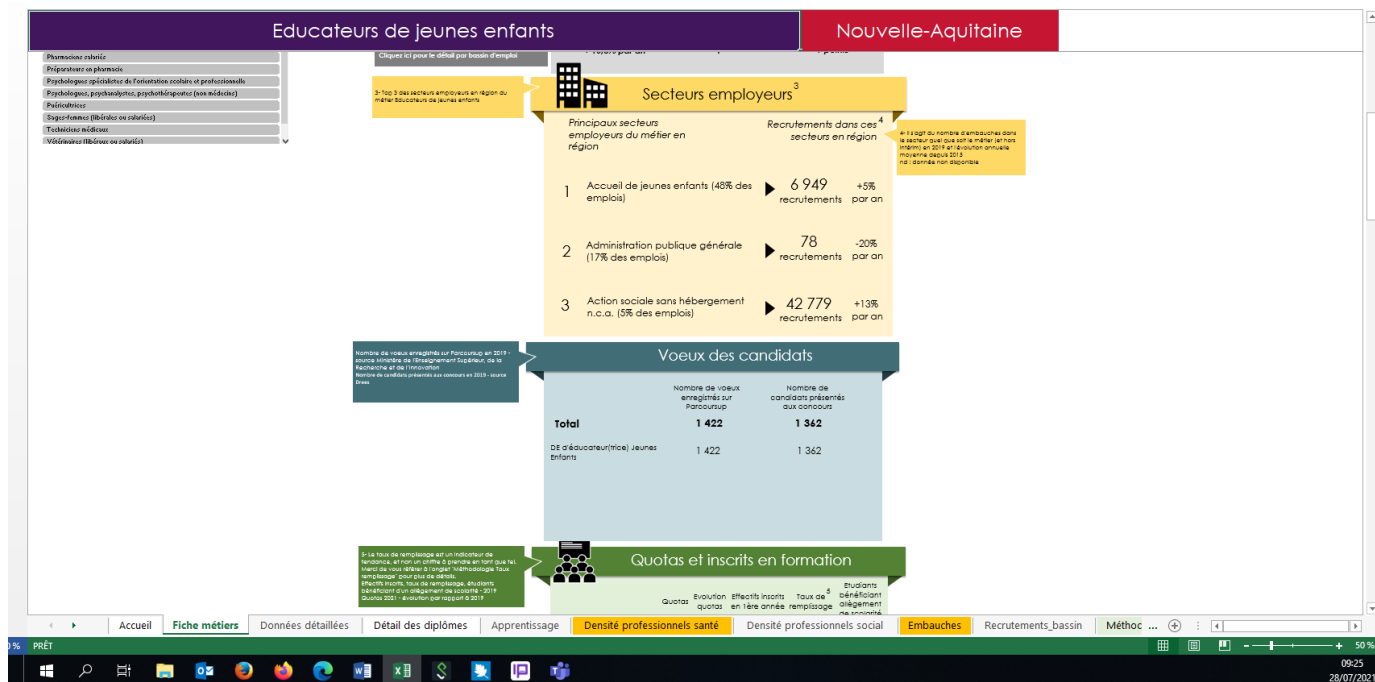 Educateurs de jeunes enfants
Nouvelle-Aquitaine
Pharmaciens salariés
Préparateurs en pharmacie
Psychologues spécialistes de l'orientation scolaire et professionnelle
Psychologues, psychanalystes, psychothérapeutes (non médecins)
Puéricultrices
Sages-femmes (libérales ou salariées)
Techniciens médicaux
Vétérinaires (libéraux ou salariés)
Cliquez ici pour le détail par bassin d'emploi
par an
3- Top 3 des secteurs employeurs en région du
métier Educateurs de jeunes enfants
Secteurs employeurs3
Principaux secteurs
employeurs du métier en
région
Recrutements dans ces 4
secteurs en région
4- Il s'agit du nombre d'embauches dans
le secteur quel que soit le métier (et hors
intérim) en 2019 et l'évolution annuelle
moyenne depuis 2015
nd : donnée non disponible
1 Accueil de jeunes enfants (48% des
emplois)
6 949
recrutements
+5%
par an
2 Administration publique générale
(17% des emplois)
78
recrutements
-20%
par an
3 Action sociale sans hébergement
n.c.a. (5% des emplois)
42 779
recrutements
+13%
par an
Nombre de voeux enregistrés sur Parcoursup en 2019 -
source Ministère de l'Enseignement Supérieur, de la
Recherche et de l'Innovation
Nombre de candidats présentés aux concours en 2019 - source
Drees
Voeux des candidats
Nombre de voeux
enregistrés sur
Parcoursup
Nombre de
candidats présentés
aux concours
Total 1 422 1 362
DE d'éducateur(trice) Jeunes
Enfants
1 422 1 362
5- Le taux de remplissage est un indicateur de
tendance, et non un chiffre à prendre en tant que tel.
Merci de vous référer à l'onglet "Méthodologie Taux
remplissage" pour plus de détails.
Effectifs inscrits, taux de remplissage, étudiants
bénéficiant d'un allègement de scolarité - 2019
Quotas 2021 - évolution par rapport à 2019
Quotas et inscrits en formation
Quotas
Evolution
quotas
Effectifs inscrits
en 1ère année
Taux de 5
remplissage
Etudiants
bénéficiant
allègement
de scolarité
Accueil Fiche métiers Données détaillées Détail des diplômes Apprentissage Densité professionnels santé Densité professionnels social Embauches Recrutements_bassin Méthoc ...
PRÊT
50 %
09:25
28/07/2021